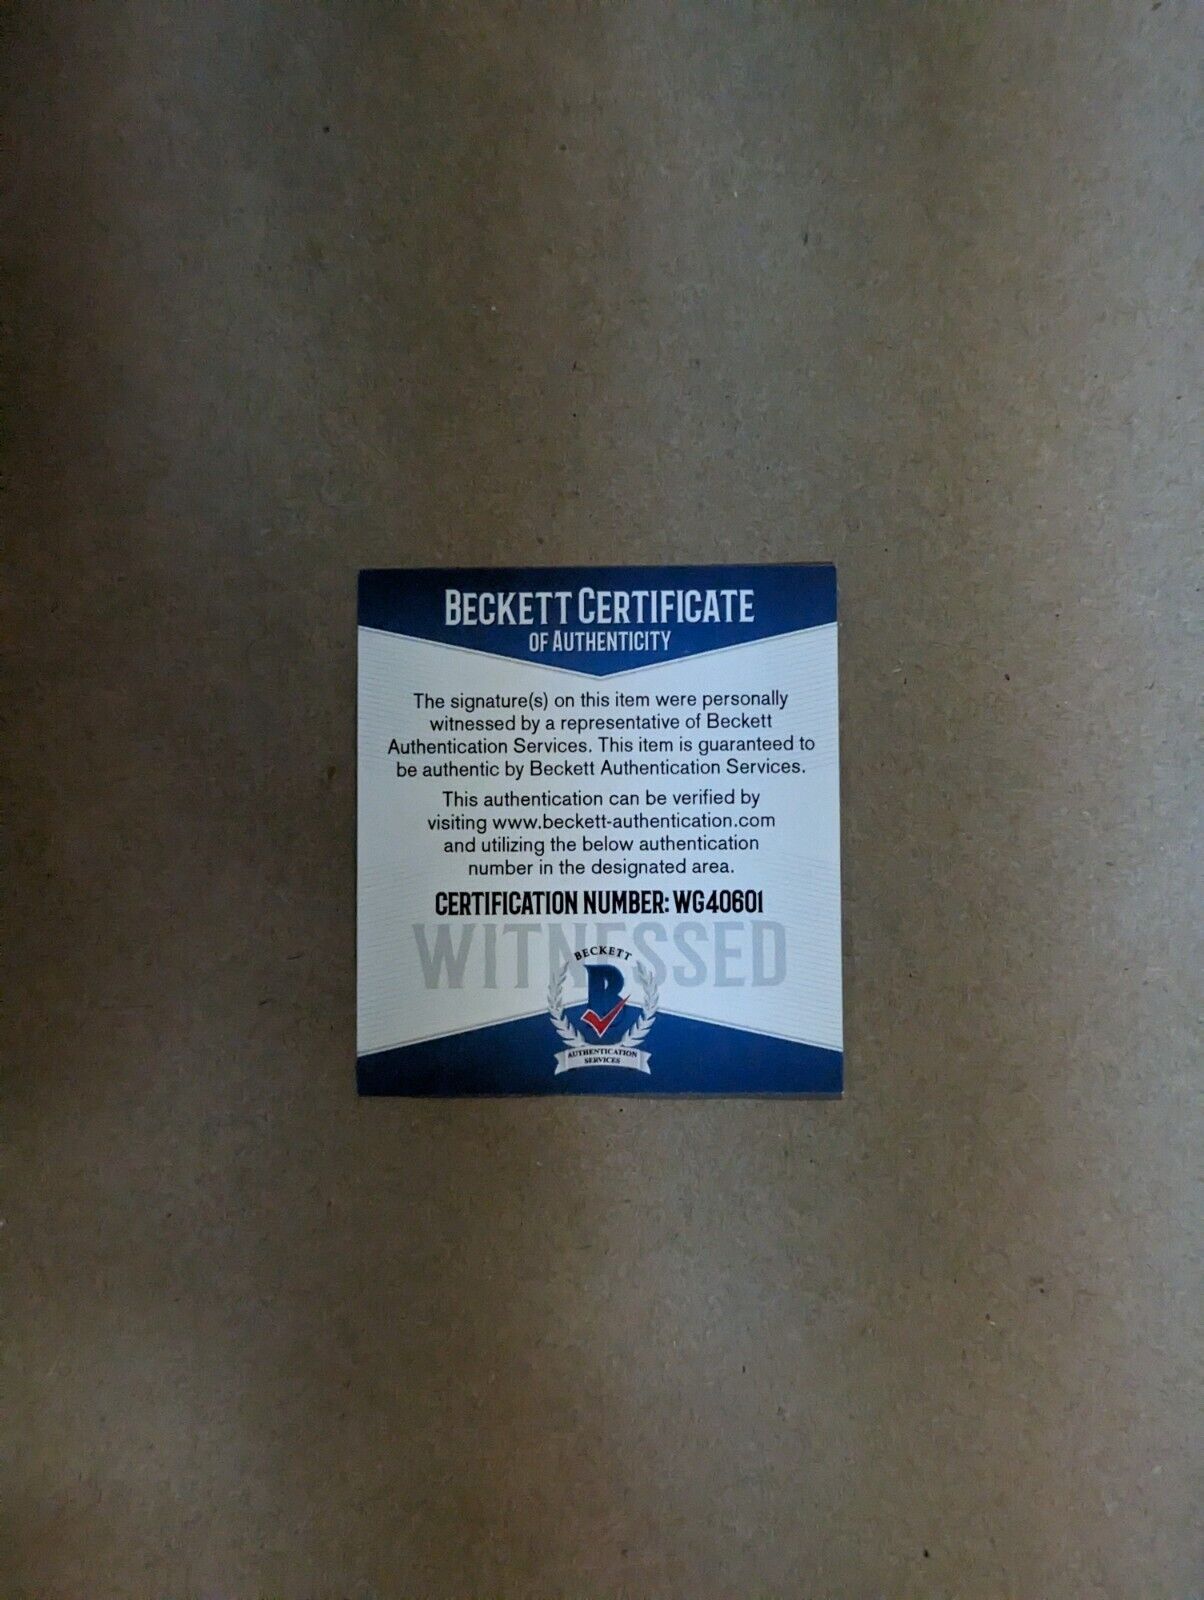 BECKETT CERTIFICATE
OF AUTHENTICITY
The signature(s) on this item were personally
witnessed by a representative of Beckett
Authentication Services. This item is guaranteed to
be authentic by Beckett Authentication Services.
This authentication can be verified by
visiting www.beckett-authentication.com
and utilizing the below authentication
number in the designated area.
CERTIFICATION NUMBER: WG40601
WITNESSED
BECKETT
B
AUTHENTICATION
SERVICES